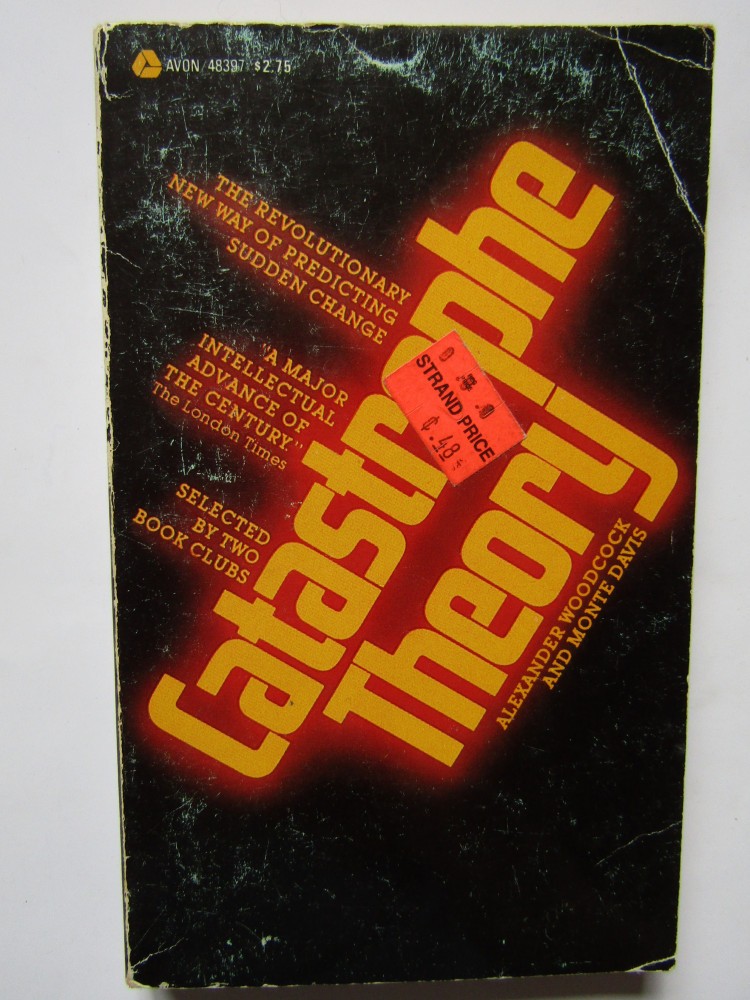 AVON / 48397 $2.75
THE REVOLUTIONARY
NEW WAY OF PREDICTING
SUDDEN CHANGE
"A MAJOR
INTELLECTUAL
ADVANCE OF
THE CENTURY."
The London Times
SELECTED
BY TWO
BOOK CLUBS
Catastrophe
Theory
STRAND PRICE
¢.48
ALEXANDER WOODCOCK
AND MONTE DAVIS